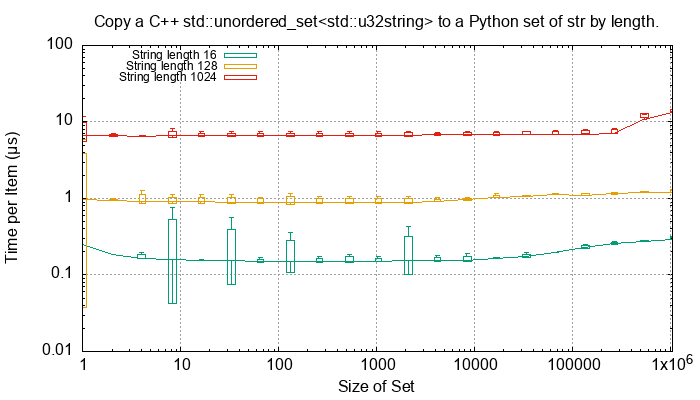 Copy a C++ std::unordered_set<std::u32string> to a Python set of str by length.
100
10
1
0.1
0.01
Time per Item (µs)
String length 16
String length 128
String length 1024
1
10
100
1000
10000
100000
1x10⁶
Size of Set